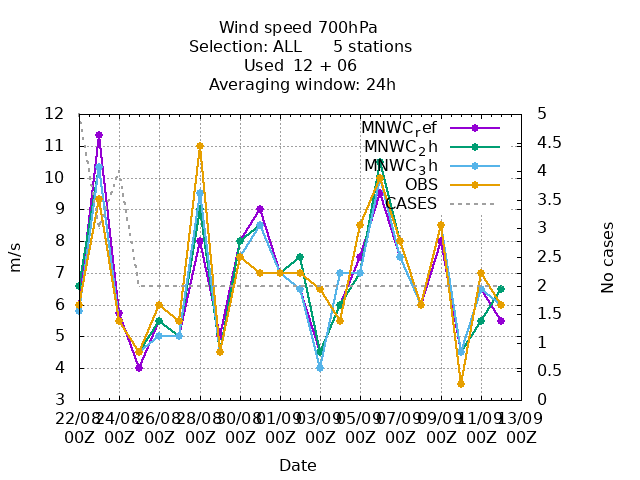 Wind speed 700hPa
Selection: ALL 5 stations
Used 12 + 06
Averaging window: 24h
12 11 10 9 8 7 6 5 4 3
m/s
MNWCref
MNWC2h
MNWC3h
OBS
CASES
5 4.5 4 3.5 3 2.5 2 1.5 1 0.5 0
No cases
22/08 24/08 26/08 28/08 30/08 01/09 03/09 05/09 07/09 09/09 11/09 13/09
00Z 00Z 00Z 00Z 00Z 00Z 00Z 00Z 00Z 00Z 00Z 00Z
Date